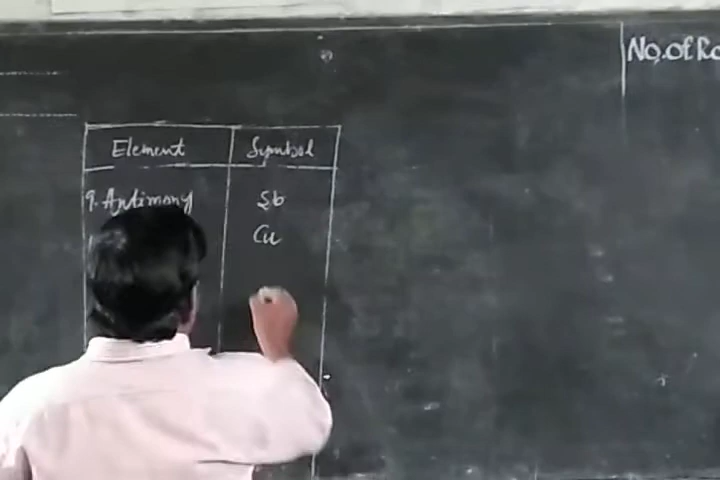 No. of Ro
Element Symbol
9. Antimony Sb
Cu